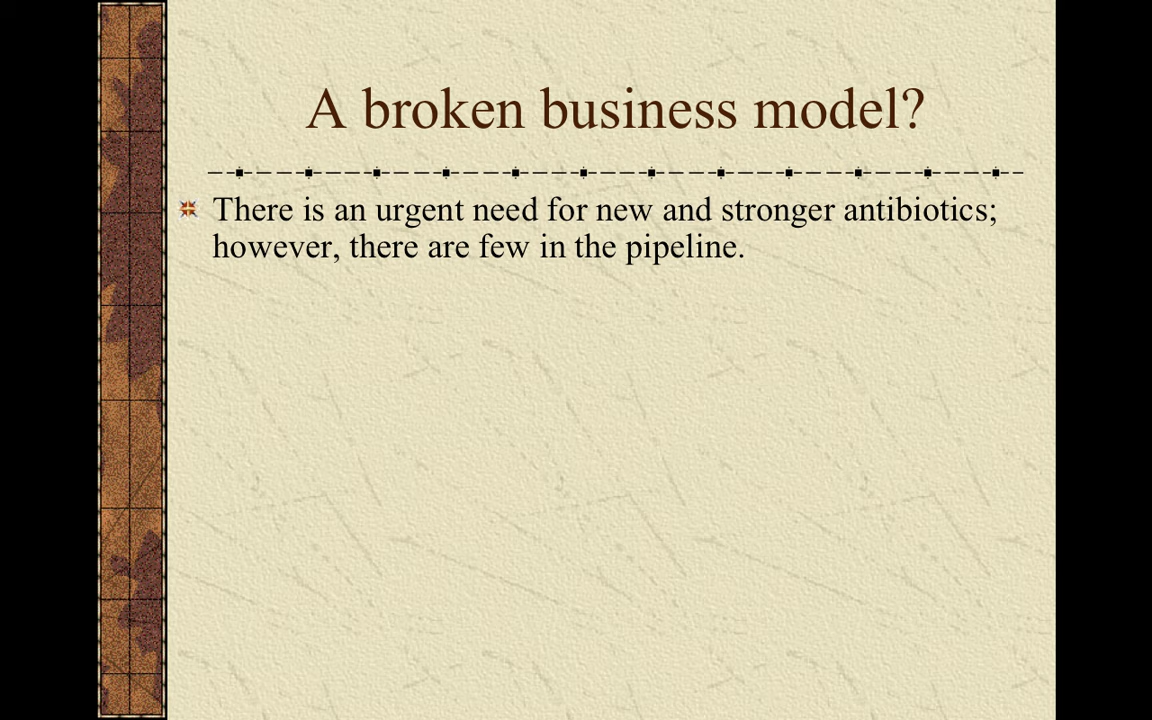 A broken business model?
There is an urgent need for new and stronger antibiotics;
however, there are few in the pipeline.